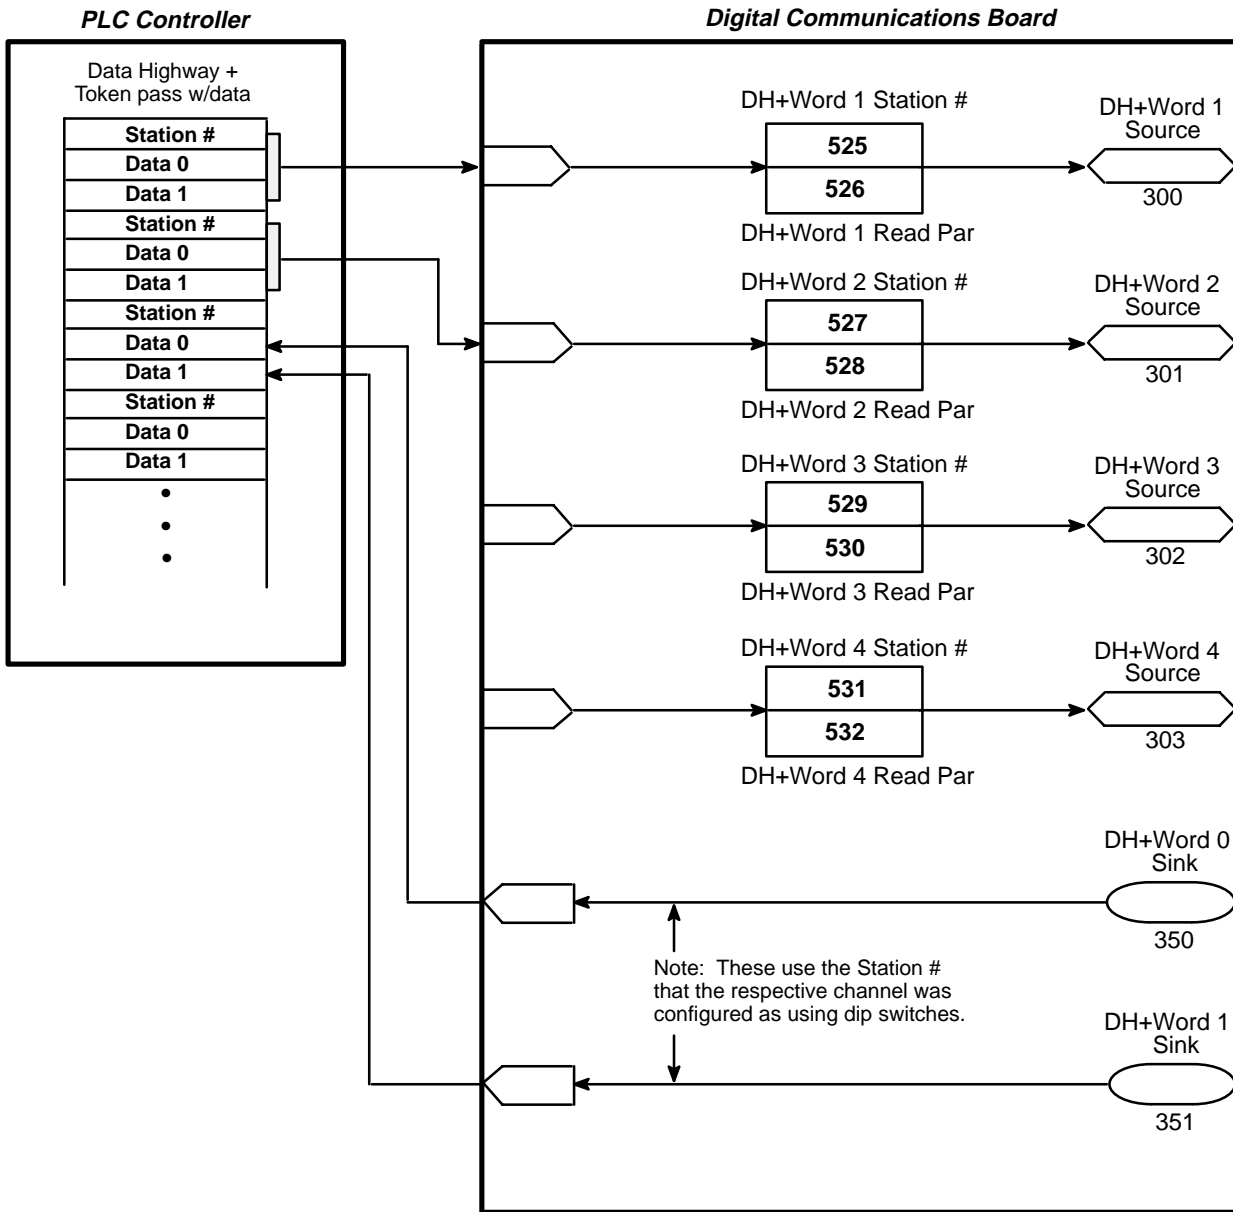 PLC Controller
Data Highway +
Token pass w/data
Station #
Data 0
Data 1
Station #
Data 0
Data 1
Station #
Data 0
Data 1
Station #
Data 0
Data 1
Digital Communications Board
DH+Word 1 Station #
525
526
DH+Word 1 Read Par
DH+Word 1
Source
300
DH+Word 2 Station #
527
528
DH+Word 2 Read Par
DH+Word 2
Source
301
DH+Word 3 Station #
529
530
DH+Word 3 Read Par
DH+Word 3
Source
302
DH+Word 4 Station #
531
532
DH+Word 4 Read Par
DH+Word 4
Source
303
DH+Word 0
Sink
350
Note: These use the Station #
that the respective channel was
configured as using dip switches.
DH+Word 1
Sink
351